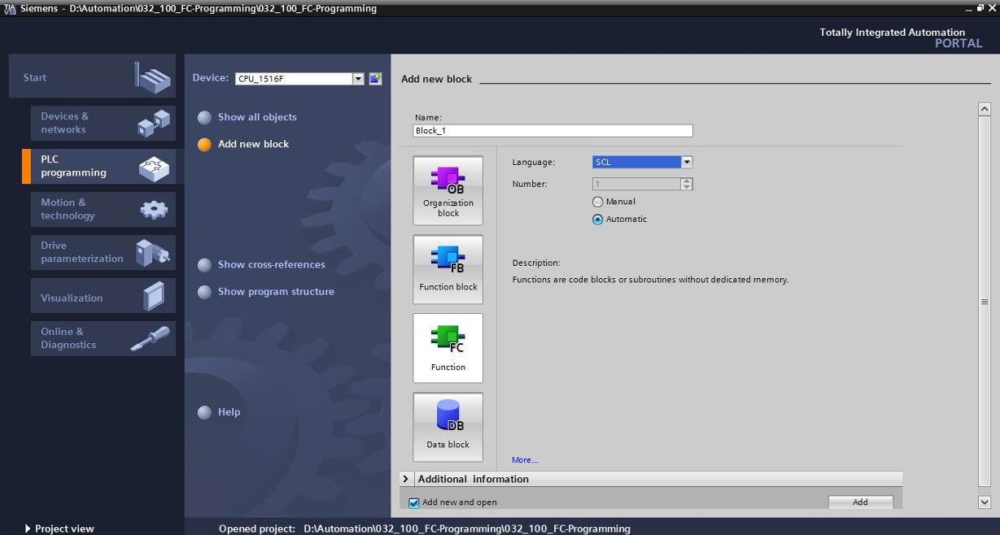 TIA V13 Siemens - D:\Automation\032_100_FC-Programming\032_100_FC-Programming
Totally Integrated Automation
PORTAL
Start
Devices &
networks
PLC
programming
Motion &
technology
Drive
parameterization
Visualization
Online &
Diagnostics
Project view
Device: CPU_1516F
Show all objects
Add new block
Show cross-references
Show program structure
Help
Add new block
Name:
Block_1
OB
Organization
block
FB
Function block
FC
Function
DB
Data block
Language: SCL
Number: 1
Manual
Automatic
Description:
Functions are code blocks or subroutines without dedicated memory.
More...
Additional information
Add new and open
Add
Opened project: D:\Automation\032_100_FC-Programming\032_100_FC-Programming